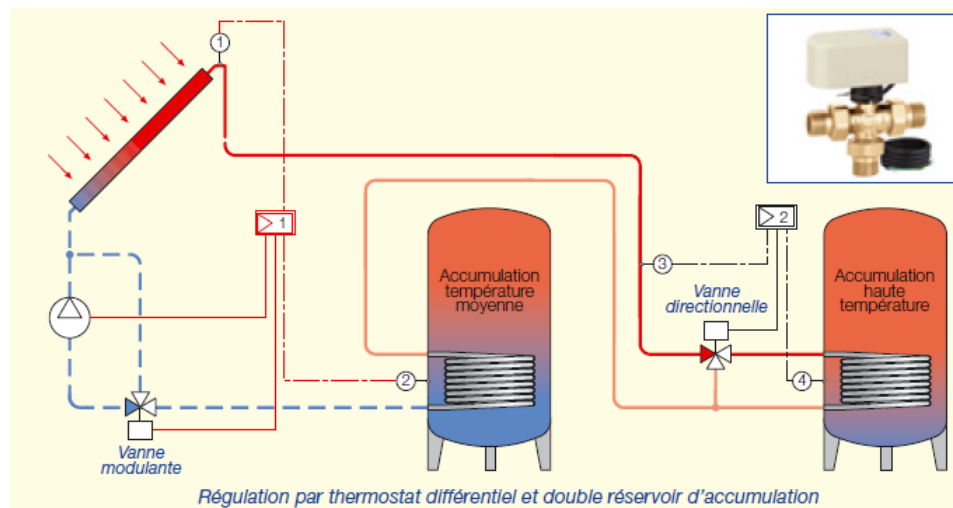 1
1
2
3
Accumulation
température
moyenne
Vanne
directionnelle
Accumulation
haute
température
2
4
Vanne
modulante
Régulation par thermostat différentiel et double réservoir d'accumulation